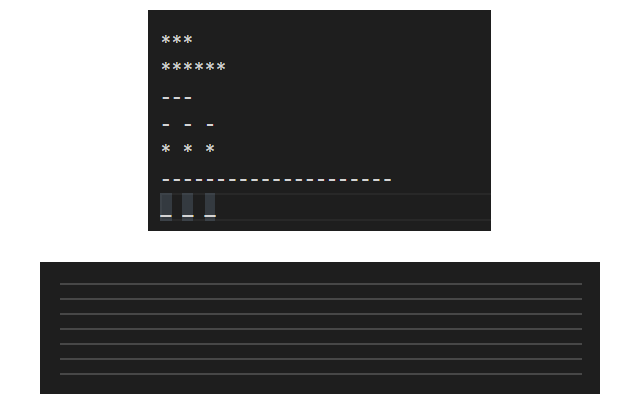 ***
******
---
- - -
* * *
---------------------
_ _ _